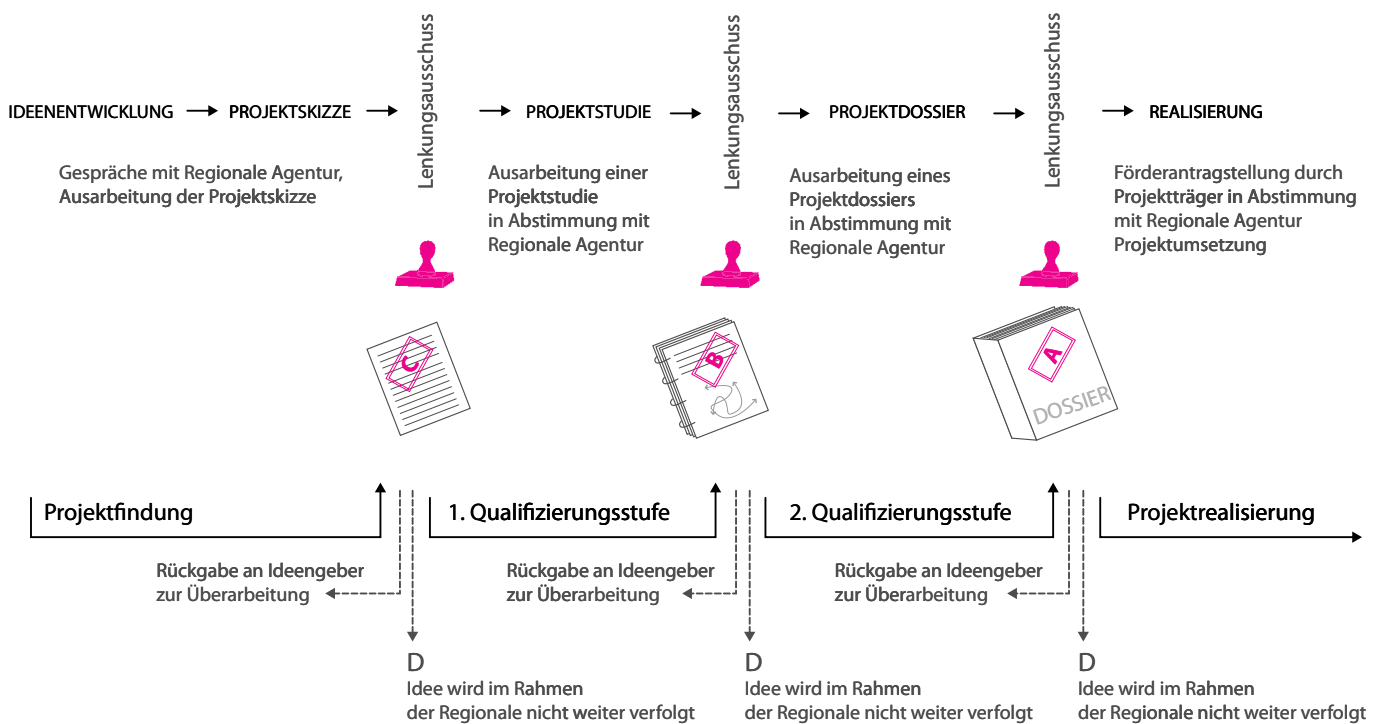 Lenkungsausschuss
Lenkungsausschuss
Lenkungsausschuss
IDEENENTWICKLUNG
PROJEKTSKIZZE
PROJEKTSTUDIE
PROJEKTDOSSIER
REALISIERUNG
Gespräche mit Regionale Agentur,
Ausarbeitung der Projektskizze
Ausarbeitung einer
Projektstudie
in Abstimmung mit
Regionale Agentur
Ausarbeitung eines
Projektdossiers
in Abstimmung mit
Regionale Agentur
Förderantragstellung durch
Projektträger in Abstimmung
mit Regionale Agentur
Projektumsetzung
C
B
A
DOSSIER
Projektfindung
1. Qualifizierungsstufe
2. Qualifizierungsstufe
Projektrealisierung
Rückgabe an Ideengeber
zur Überarbeitung
Rückgabe an Ideengeber
zur Überarbeitung
Rückgabe an Ideengeber
zur Überarbeitung
D
Idee wird im Rahmen
der Regionale nicht weiter verfolgt
D
Idee wird im Rahmen
der Regionale nicht weiter verfolgt
D
Idee wird im Rahmen
der Regionale nicht weiter verfolgt